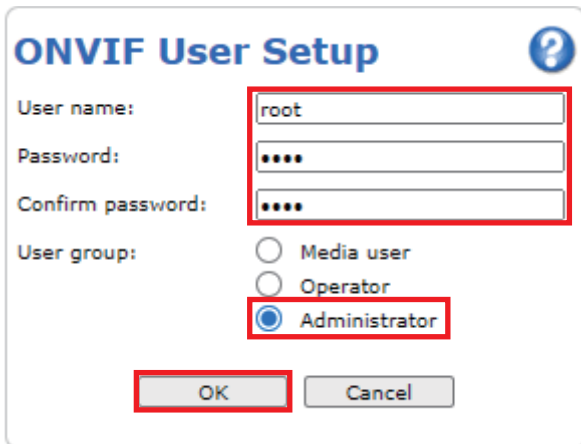 ONVIF User Setup
User name: root
Password: ••••
Confirm password: ••••
User group: Media user
Operator
Administrator
OK Cancel